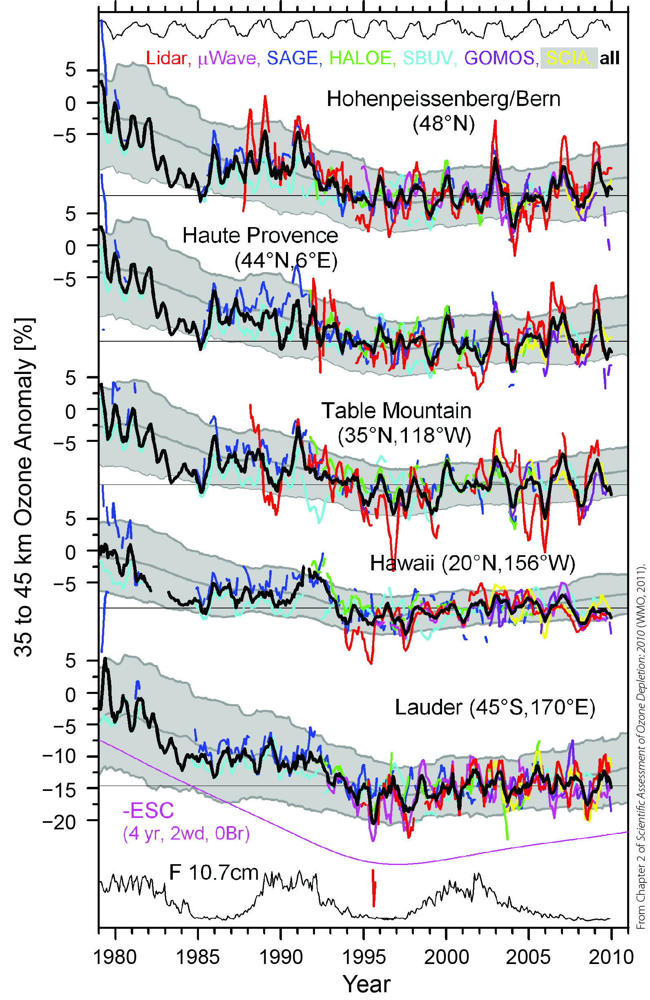 Lidar, µWave, SAGE, HALOE, SBUV, GOMOS, SCIA, all
5
0
−5
Hohenpeissenberg/Bern
(48°N)
5
0
−5
Haute Provence
(44°N,6°E)
5
0
−5
Table Mountain
(35°N,118°W)
5
0
−5
Hawaii (20°N,156°W)
5
0
−5
−10
−15
−20
Lauder (45°S,170°E)
-ESC
(4 yr, 2wd, 0Br)
F 10.7cm
35 to 45 km Ozone Anomaly [%]
1980 1985 1990 1995 2000 2005 2010
Year
From Chapter 2 of Scientific Assessment of Ozone Depletion: 2010 (WMO, 2011).